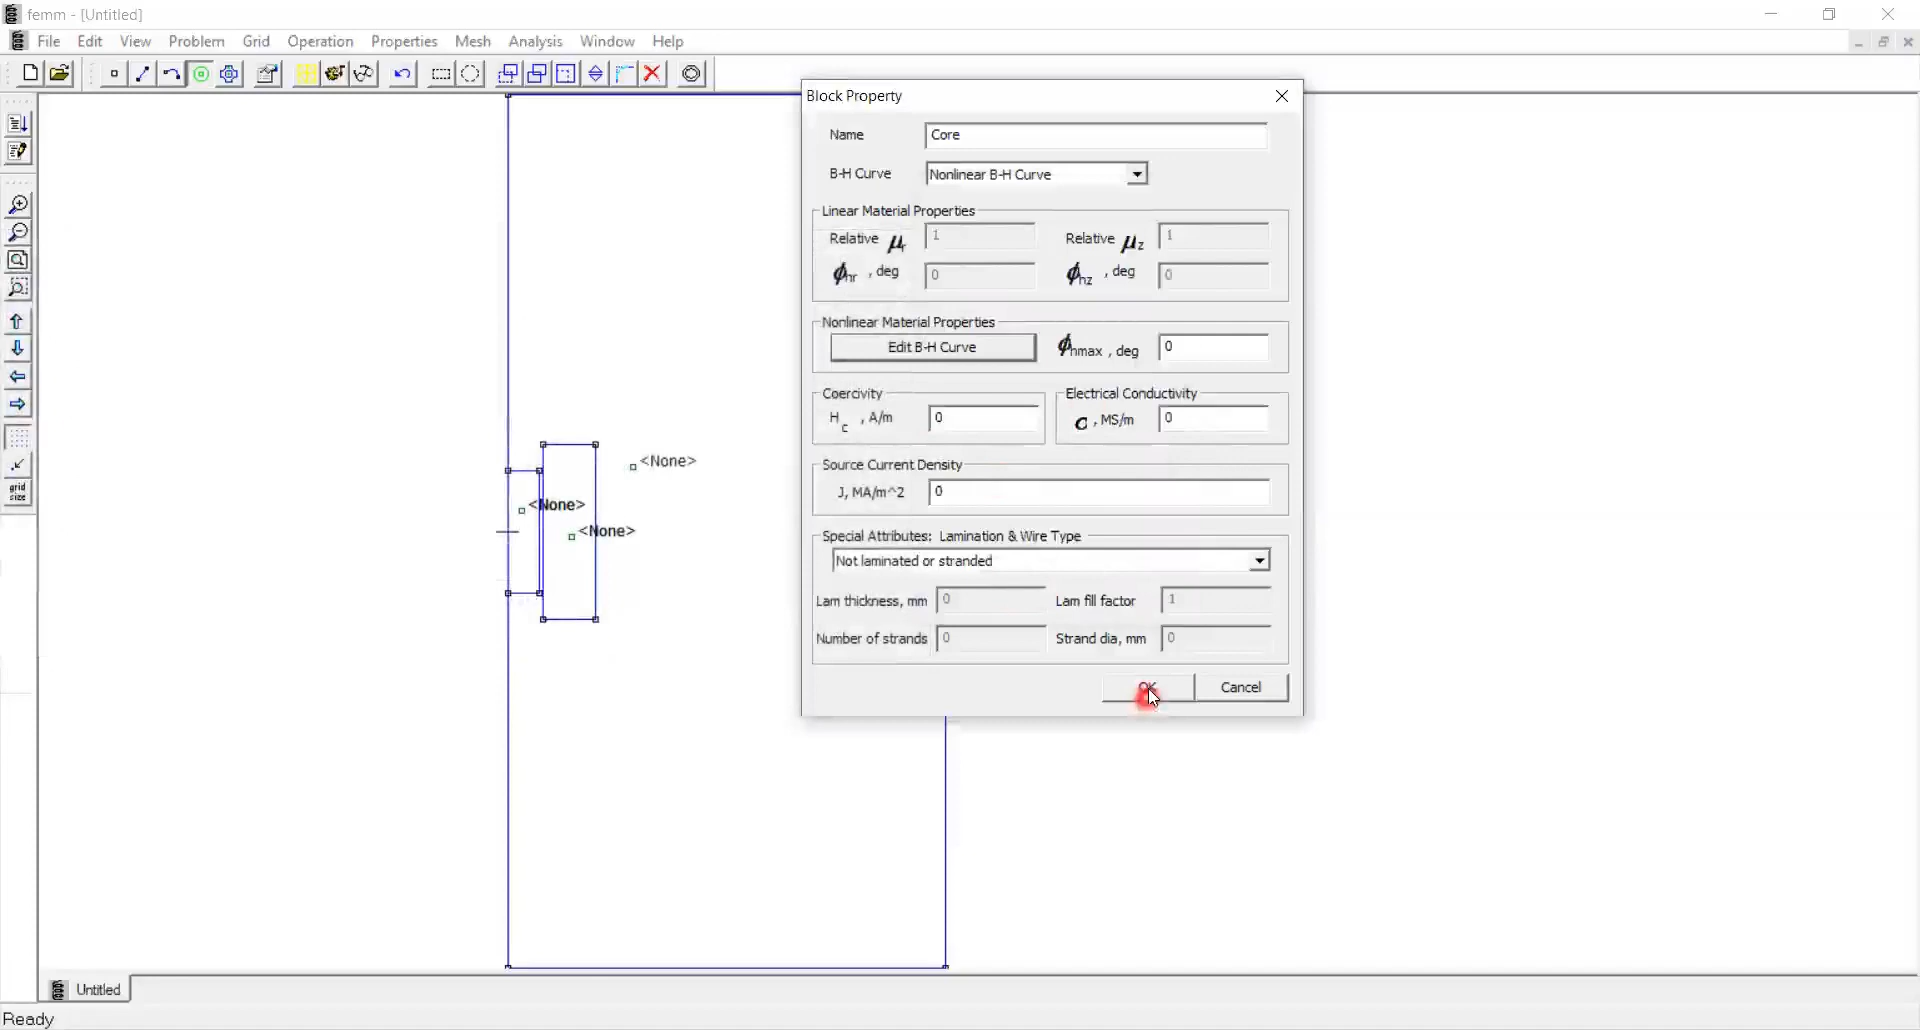 femm - [Untitled]
File Edit View Problem Grid Operation Properties Mesh Analysis Window Help
grid
size
<None>
<None>
<None>
Block Property
Name Core
B-H Curve Nonlinear B-H Curve
Linear Material Properties
Relative μr 1 Relative μz 1
ϕhr , deg 0 ϕhz , deg 0
Nonlinear Material Properties
Edit B-H Curve ϕhmax , deg 0
Coercivity Electrical Conductivity
Hc , A/m 0 σ , MS/m 0
Source Current Density
J, MA/m^2 0
Special Attributes: Lamination & Wire Type
Not laminated or stranded
Lam thickness, mm 0 Lam fill factor 1
Number of strands 0 Strand dia, mm 0
OK Cancel
Untitled
Ready